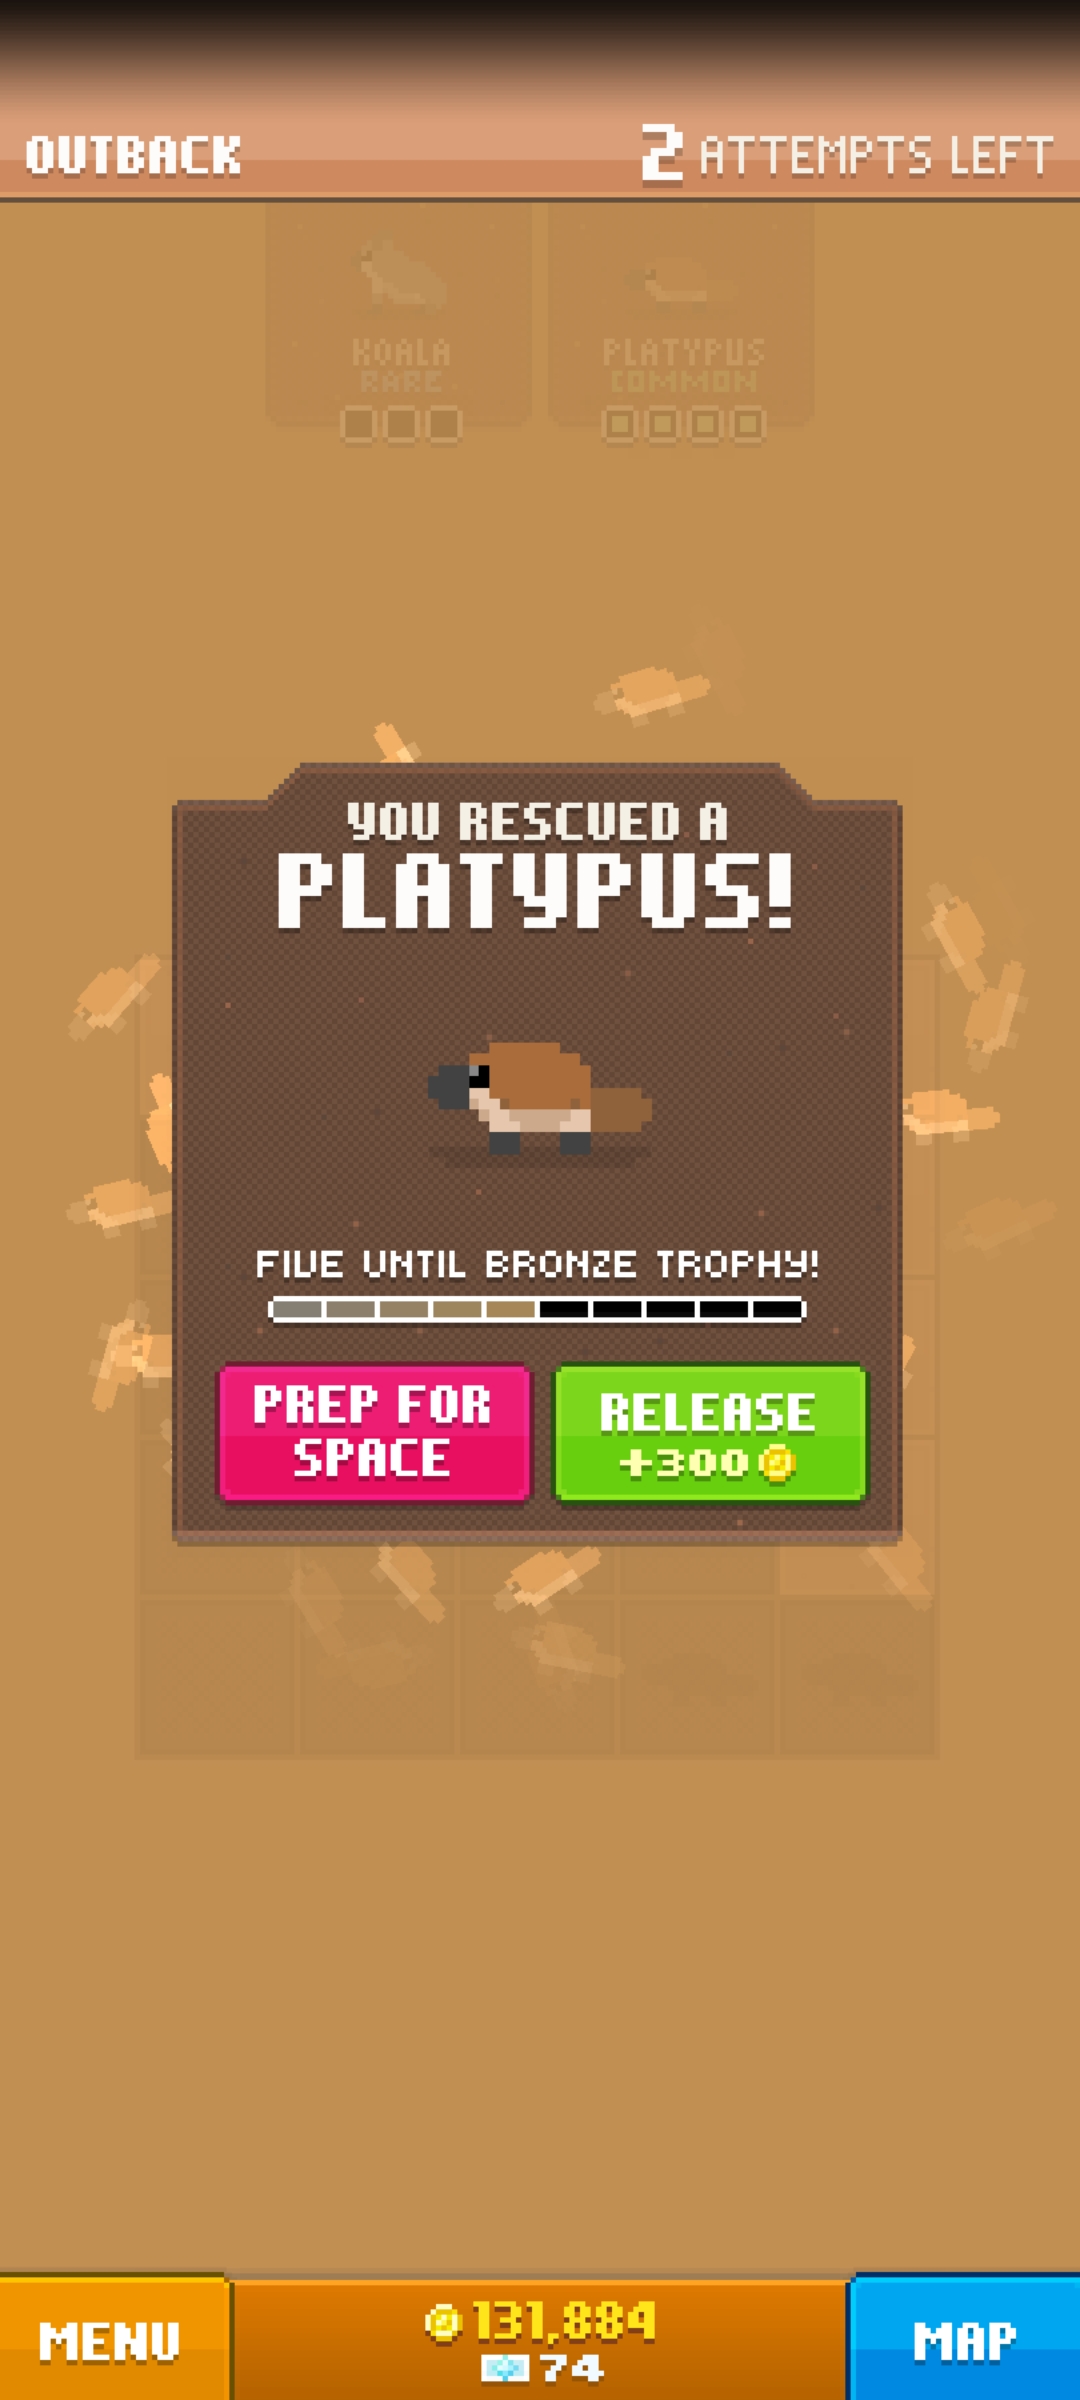 OUTBACK
2 ATTEMPTS LEFT
KOALA
RARE
PLATYPUS
COMMON
YOU RESCUED A
PLATYPUS!
FIVE UNTIL BRONZE TROPHY!
PREP FOR
SPACE
RELEASE
+300
MENU
131,884
74
MAP